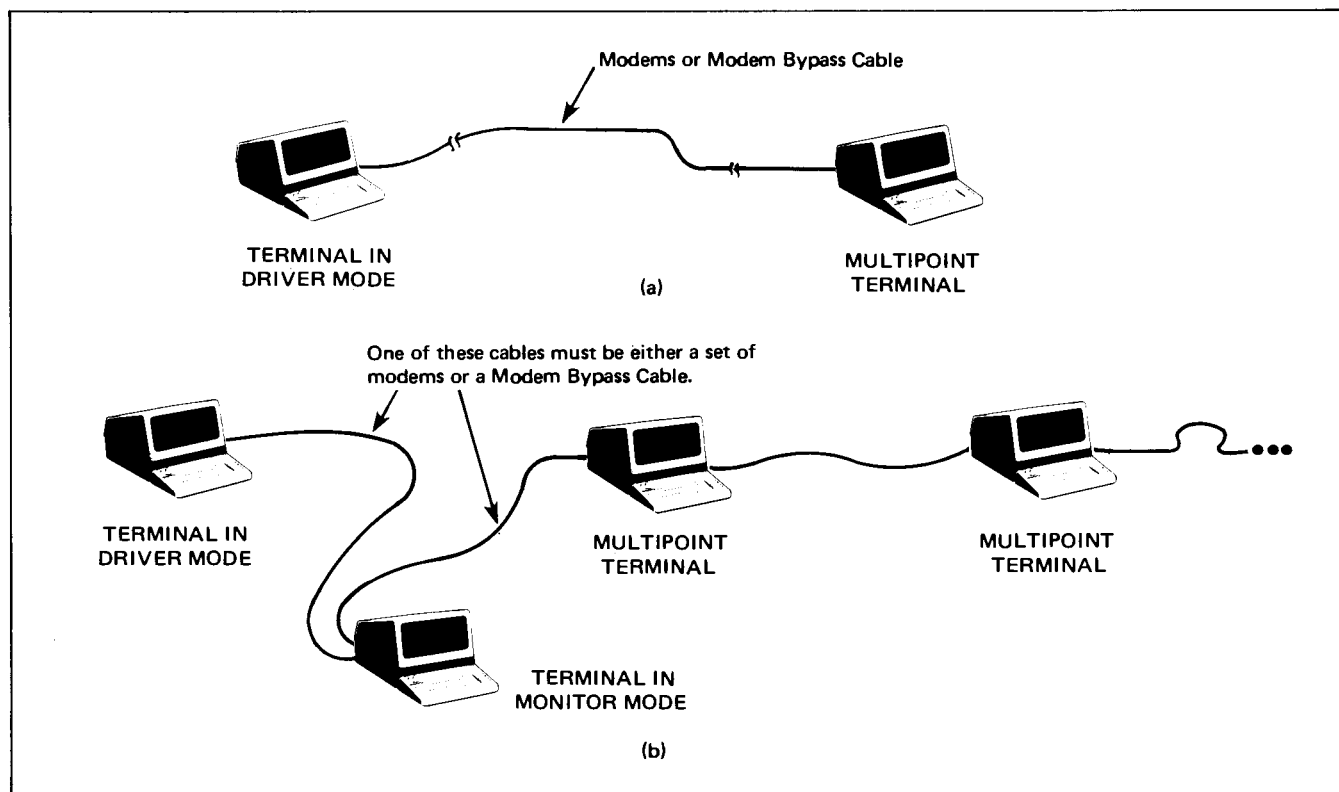 Modems or Modem Bypass Cable
TERMINAL IN
DRIVER MODE
MULTIPOINT
TERMINAL
(a)
One of these cables must be either a set of
modems or a Modem Bypass Cable.
TERMINAL IN
DRIVER MODE
MULTIPOINT
TERMINAL
MULTIPOINT
TERMINAL
TERMINAL IN
MONITOR MODE
(b)